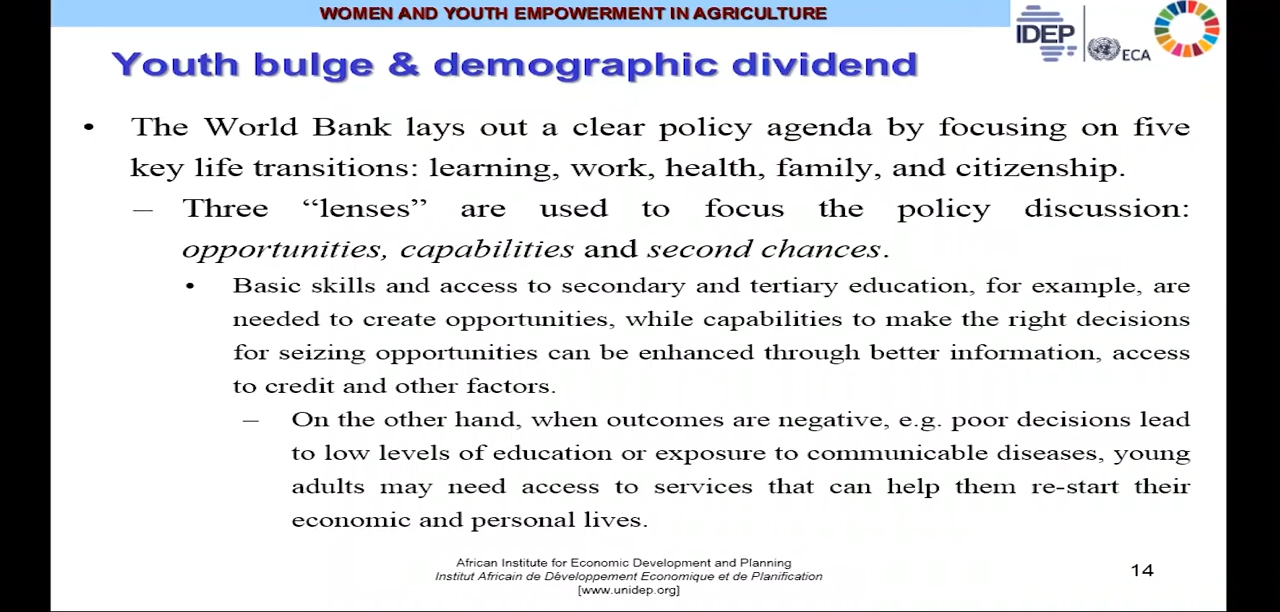 WOMEN AND YOUTH EMPOWERMENT IN AGRICULTURE
IDEP
ECA
Youth bulge & demographic dividend
• The World Bank lays out a clear policy agenda by focusing on five
key life transitions: learning, work, health, family, and citizenship.
– Three “lenses” are used to focus the policy discussion:
opportunities, capabilities and second chances.
• Basic skills and access to secondary and tertiary education, for example, are
needed to create opportunities, while capabilities to make the right decisions
for seizing opportunities can be enhanced through better information, access
to credit and other factors.
– On the other hand, when outcomes are negative, e.g. poor decisions lead
to low levels of education or exposure to communicable diseases, young
adults may need access to services that can help them re-start their
economic and personal lives.
African Institute for Economic Development and Planning
Institut Africain de Développement Economique et de Planification
[www.unidep.org]
14